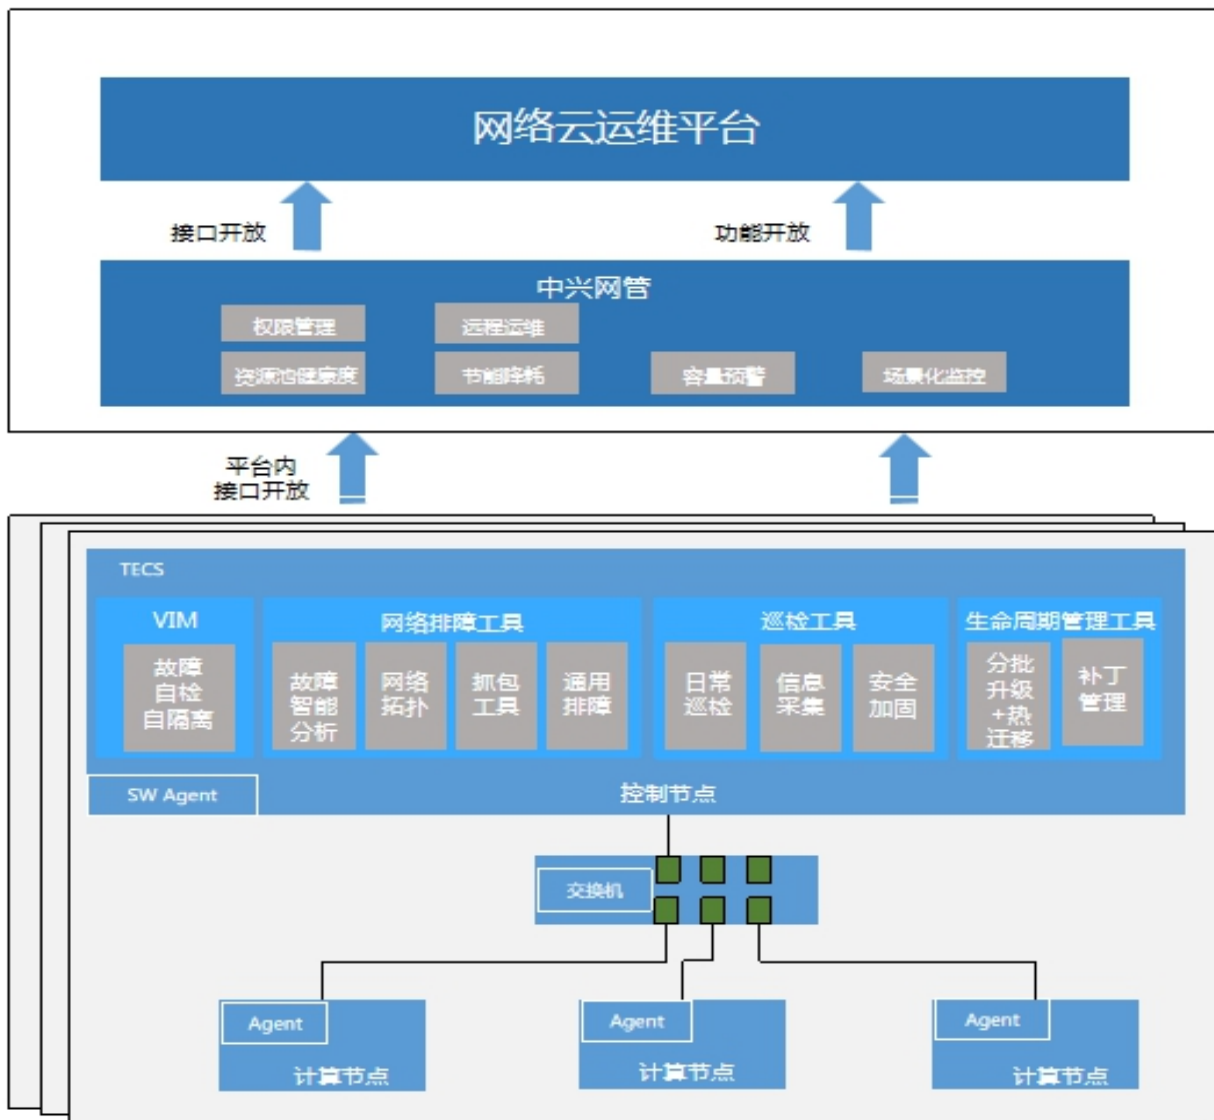 网络云运维平台
接口开放
功能开放
中兴网管
权限管理
远程运维
资源池健康度
节能降耗
容量预警
场景化监控
平台内
接口开放
TECS
VIM
故障
自检
自隔离
网络排障工具
故障
智能
分析
网络
拓扑
抓包
工具
通用
排障
巡检工具
日常
巡检
信息
采集
安全
加固
生命周期管理工具
分批
升级
+热
迁移
补丁
管理
SW Agent
控制节点
交换机
Agent
计算节点
Agent
计算节点
Agent
计算节点